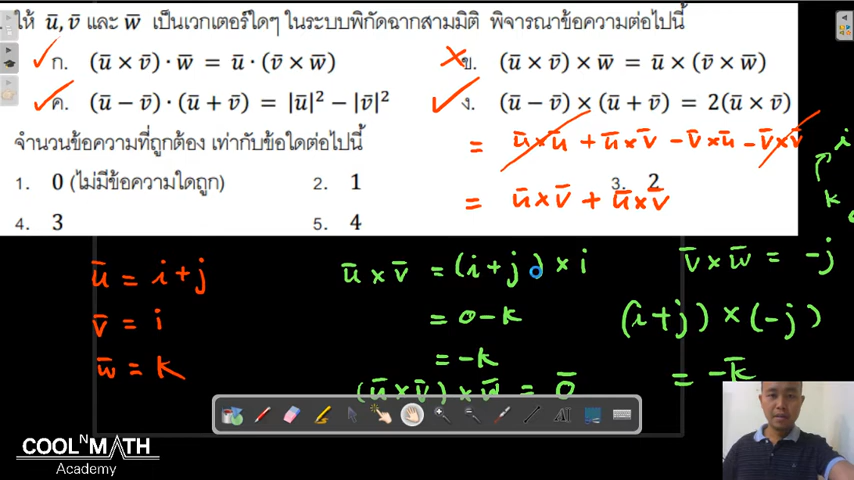 ให้ ū, v̄ และ w̄ เป็นเวกเตอร์ใดๆ ในระบบพิกัดฉากสามมิติ พิจารณาข้อความต่อไปนี้
ก. (ū × v̄) · w̄ = ū · (v̄ × w̄)
ข. (ū × v̄) × w̄ = ū × (v̄ × w̄)
ค. (ū − v̄) · (ū + v̄) = |ū|² − |v̄|²
ง. (ū − v̄) × (ū + v̄) = 2(ū × v̄)
= ū×ū + ū×v̄ − v̄×ū − v̄×v̄
= ū×v̄ + ū×v̄
จำนวนข้อความที่ถูกต้อง เท่ากับข้อใดต่อไปนี้
1. 0 (ไม่มีข้อความใดถูก)
2. 1
3. 2
4. 3
5. 4
i
k
ū = i+j
v̄ = i
w̄ = k
ū×v̄ = (i+j) × i
= 0−k
= −k
(ū×v̄)×w̄ = 0̄
v̄×w̄ = −j
(i+j) × (−j)
= −k̄
COOL N MATH
Academy